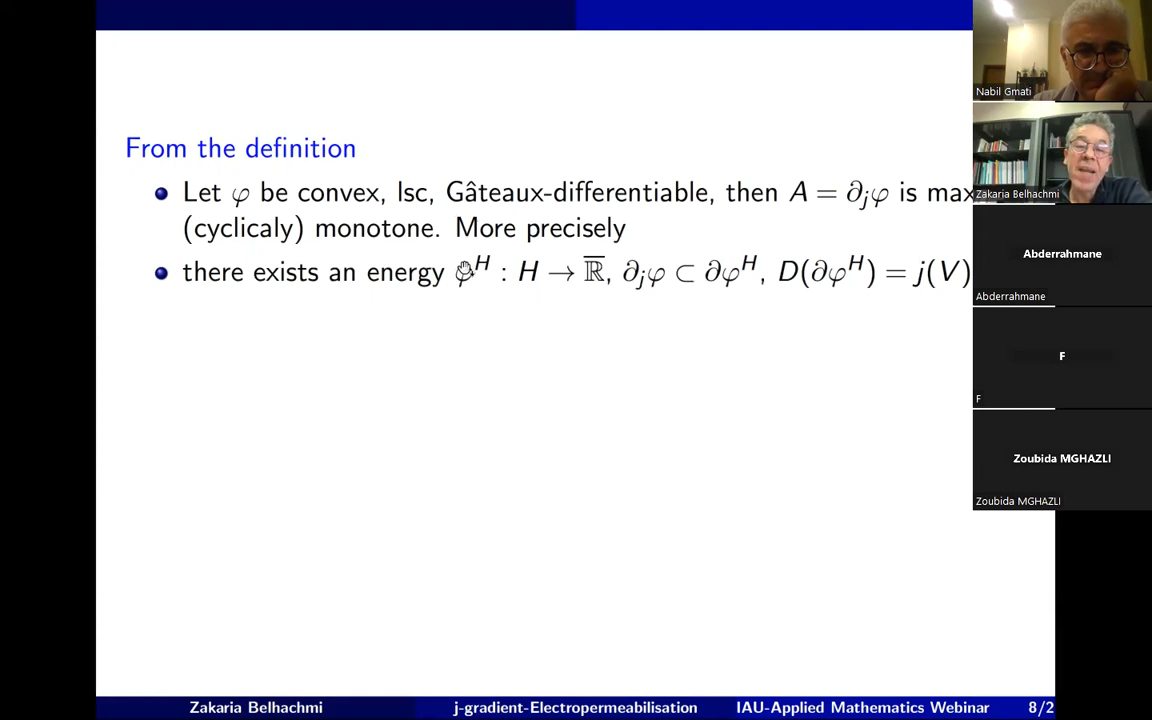 From the definition
Let φ be convex, lsc, Gâteaux-differentiable, then A = ∂ⱼφ is max
(cyclicaly) monotone. More precisely
there exists an energy φᴴ : H → ℝ̅, ∂ⱼφ ⊂ ∂φᴴ, D(∂φᴴ) = j(V)
Zakaria Belhachmi j-gradient-Electropermeabilisation IAU-Applied Mathematics Webinar 8/2
Nabil Gmati
Zakaria Belhachmi
Abderrahmane
Abderrahmane
F
F
Zoubida MGHAZLI
Zoubida MGHAZLI